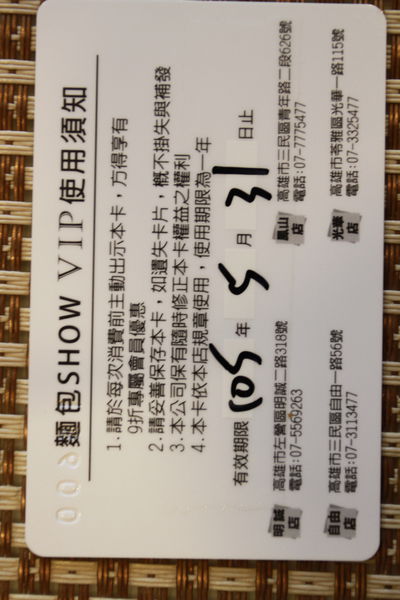 麵包SHOW VIP使用須知
1.請於每次消費前主動出示本卡，方得享有
9折專屬會員優惠
2.請妥善保存本卡，如遺失卡片，概不掛失與補發
3.本公司保有隨時修正本卡權益之權利
4.本卡依本店規章使用，使用期限為一年
有效期限 105 年 5 月 31 日止
明誠店
高雄市左營區明誠二路318號
電話:07-5569263
鳳山店
高雄市三民區青年路二段626號
電話:07-7775477
自由店
高雄市三民區自由一路56號
電話:07-3113477
光華店
高雄市苓雅區光華一路115號
電話:07-3325477